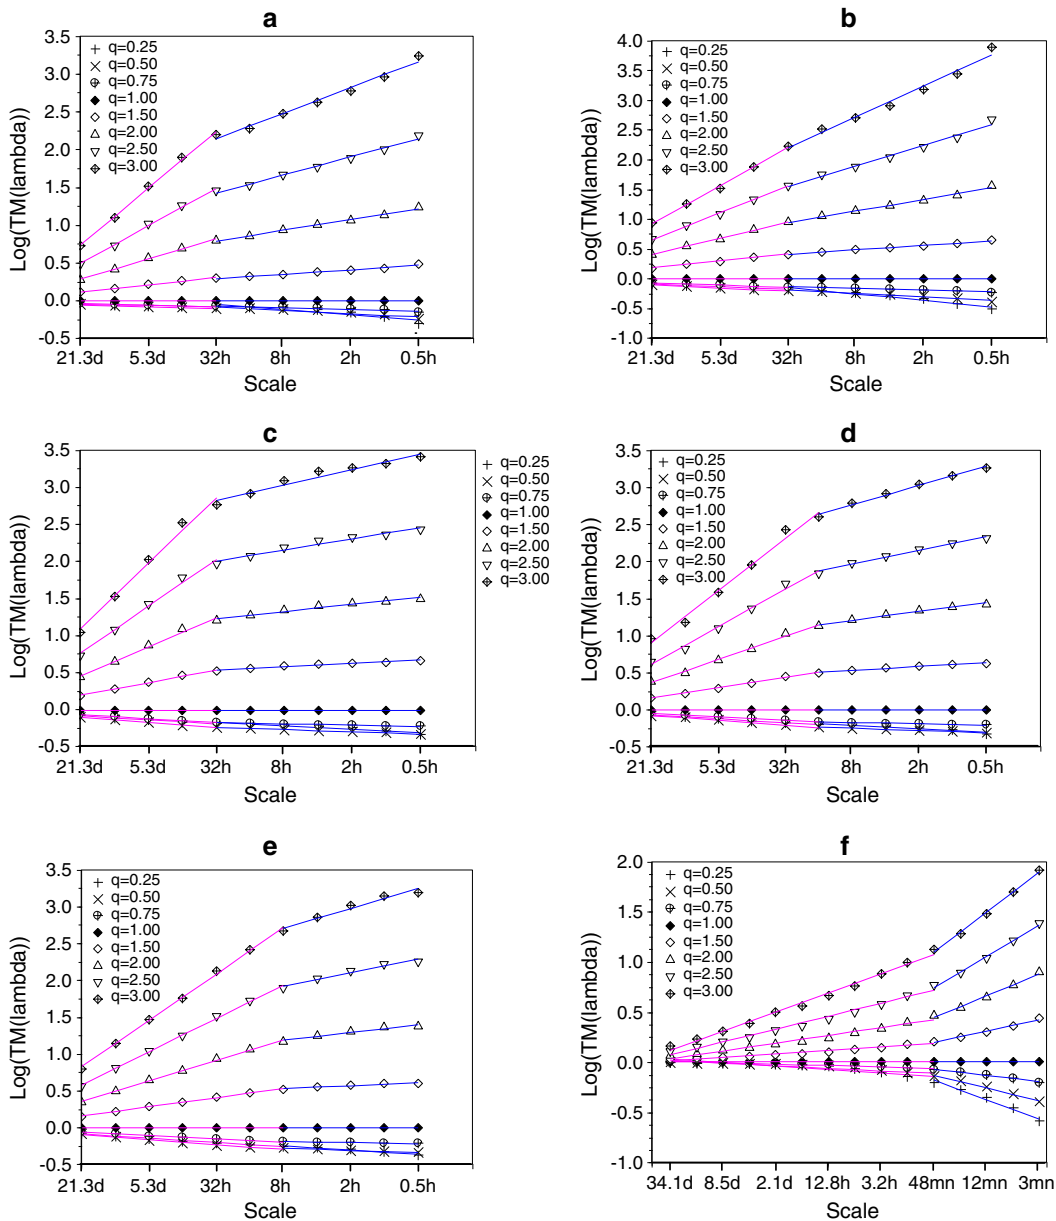 a
Log(TM(lambda))
3.5
3.0
2.5
2.0
1.5
1.0
0.5
0.0
-0.5
q=0.25
q=0.50
q=0.75
q=1.00
q=1.50
q=2.00
q=2.50
q=3.00
21.3d 5.3d 32h 8h 2h 0.5h
Scale
b
Log(TM(lambda))
4.0
3.5
3.0
2.5
2.0
1.5
1.0
0.5
0.0
-0.5
-1.0
q=0.25
q=0.50
q=0.75
q=1.00
q=1.50
q=2.00
q=2.50
q=3.00
21.3d 5.3d 32h 8h 2h 0.5h
Scale
c
Log(TM(lambda))
3.5
3.0
2.5
2.0
1.5
1.0
0.5
0.0
-0.5
q=0.25
q=0.50
q=0.75
q=1.00
q=1.50
q=2.00
q=2.50
q=3.00
21.3d 5.3d 32h 8h 2h 0.5h
Scale
d
Log(TM(lambda))
3.5
3.0
2.5
2.0
1.5
1.0
0.5
0.0
-0.5
q=0.25
q=0.50
q=0.75
q=1.00
q=1.50
q=2.00
q=2.50
q=3.00
21.3d 5.3d 32h 8h 2h 0.5h
Scale
e
Log(TM(lambda))
3.5
3.0
2.5
2.0
1.5
1.0
0.5
0.0
-0.5
q=0.25
q=0.50
q=0.75
q=1.00
q=1.50
q=2.00
q=2.50
q=3.00
21.3d 5.3d 32h 8h 2h 0.5h
Scale
f
Log(TM(lambda))
2.0
1.5
1.0
0.5
0.0
-0.5
-1.0
q=0.25
q=0.50
q=0.75
q=1.00
q=1.50
q=2.00
q=2.50
q=3.00
34.1d 8.5d 2.1d 12.8h 3.2h 48mn 12mn 3mn
Scale